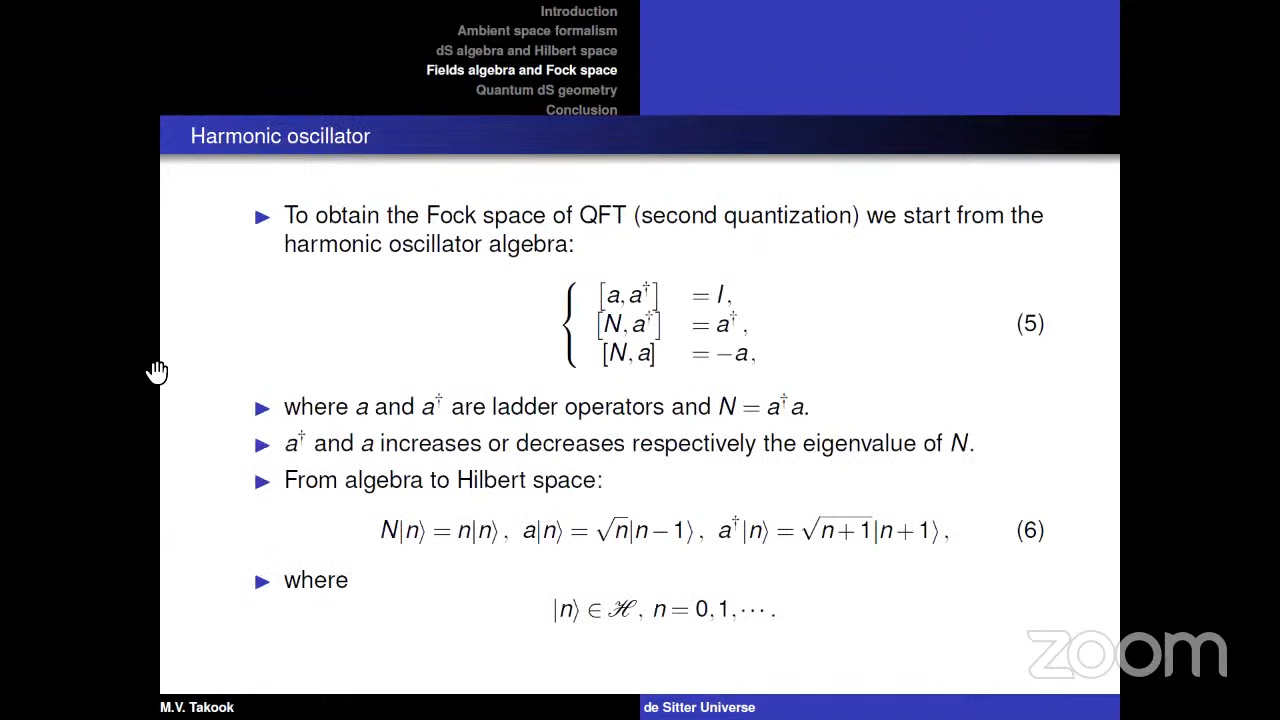 Introduction
Ambient space formalism
dS algebra and Hilbert space
Fields algebra and Fock space
Quantum dS geometry
Conclusion
Harmonic oscillator
To obtain the Fock space of QFT (second quantization) we start from the
harmonic oscillator algebra:
[a, a†] = I,
[N, a†] = a†,
(5)
[N, a] = −a,
where a and a† are ladder operators and N = a†a.
a† and a increases or decreases respectively the eigenvalue of N.
From algebra to Hilbert space:
N|n⟩ = n|n⟩, a|n⟩ = √n|n−1⟩, a†|n⟩ = √(n+1)|n+1⟩, (6)
where
|n⟩ ∈ ℋ, n = 0,1,⋯.
zoom
M.V. Takook
de Sitter Universe